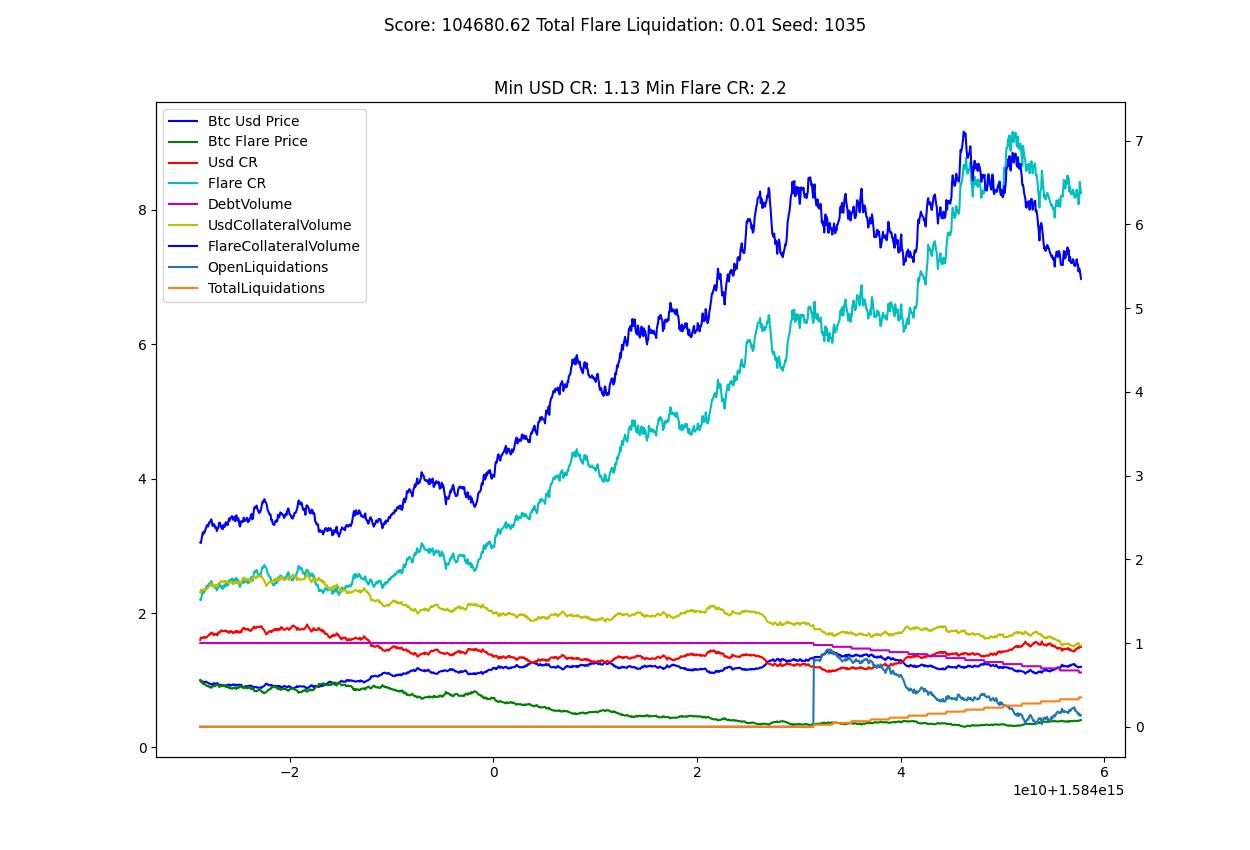 Score: 104680.62 Total Flare Liquidation: 0.01 Seed: 1035
Min USD CR: 1.13 Min Flare CR: 2.2
Btc Usd Price
Btc Flare Price
Usd CR
Flare CR
DebtVolume
UsdCollateralVolume
FlareCollateralVolume
OpenLiquidations
TotalLiquidations
8
6
4
2
0
7
6
5
4
3
2
1
0
−2 0 2 4 6
1e10+1.584e15